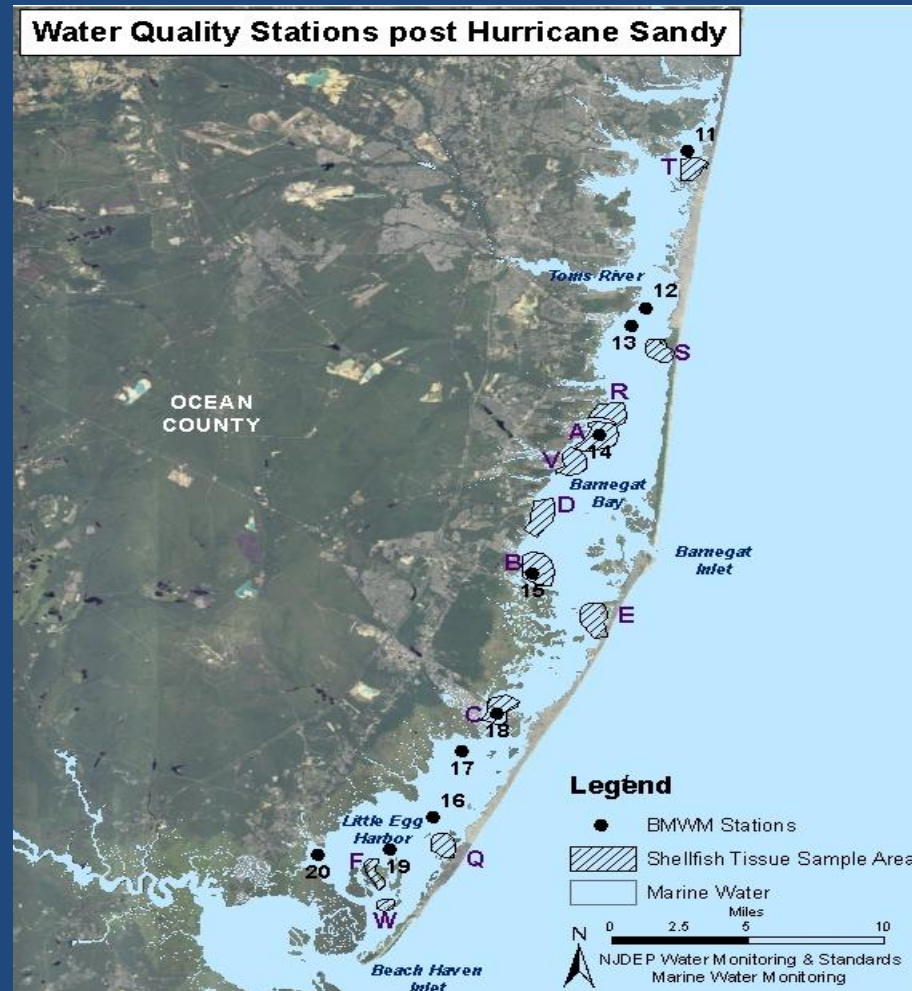 Water Quality Stations post Hurricane Sandy
11
T
Toms River
12
13
S
OCEAN
COUNTY
R
A
14
V
Barnegat
Bay
D
Barnegat
Inlet
B
15
E
C
18
17
16
Little Egg
Harbor
20
F
19
Q
W
Beach Haven
Inlet
Legend
BMWM Stations
Shellfish Tissue Sample Area
Marine Water
Miles
0 2.5 5 10
N
NJDEP Water Monitoring & Standards
Marine Water Monitoring